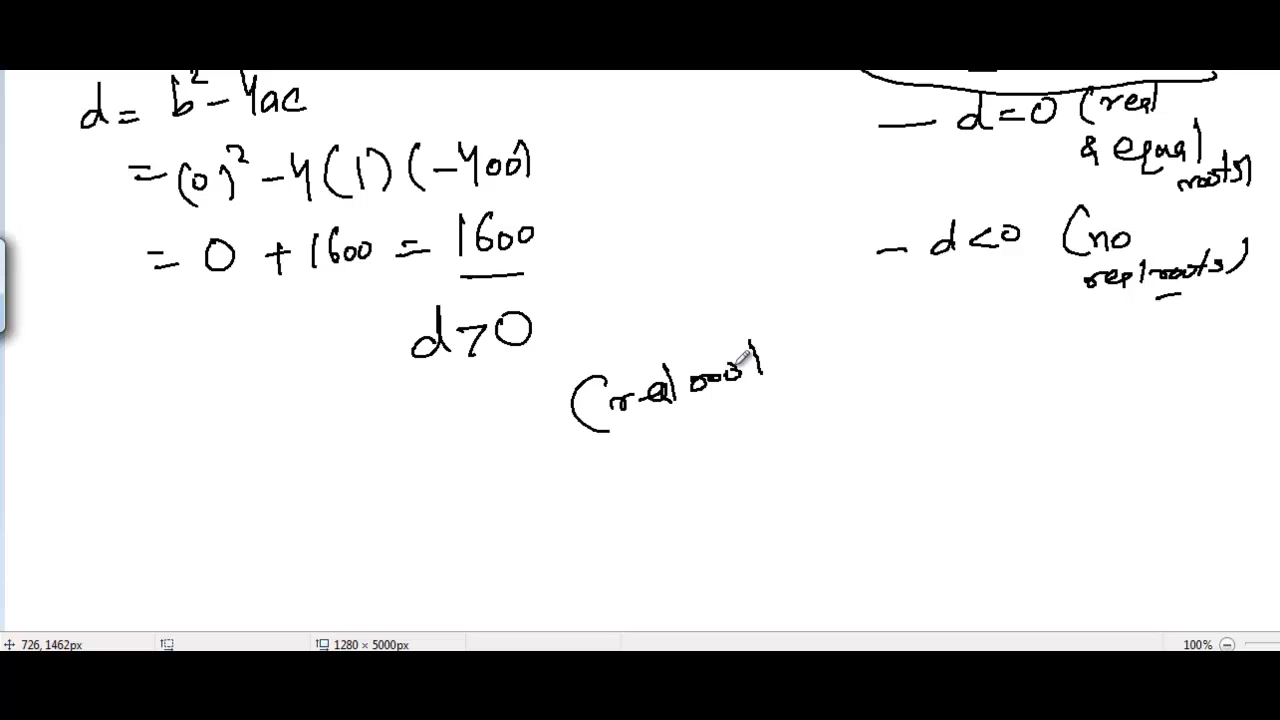 d = b² - 4ac
= (0)² - 4 (1) (-400)
= 0 + 1600 = 1600
d > 0
(real
— d = 0 (real
& equal
roots)
— d < 0 (no
real roots)
726, 1462px
1280 × 5000px
100%